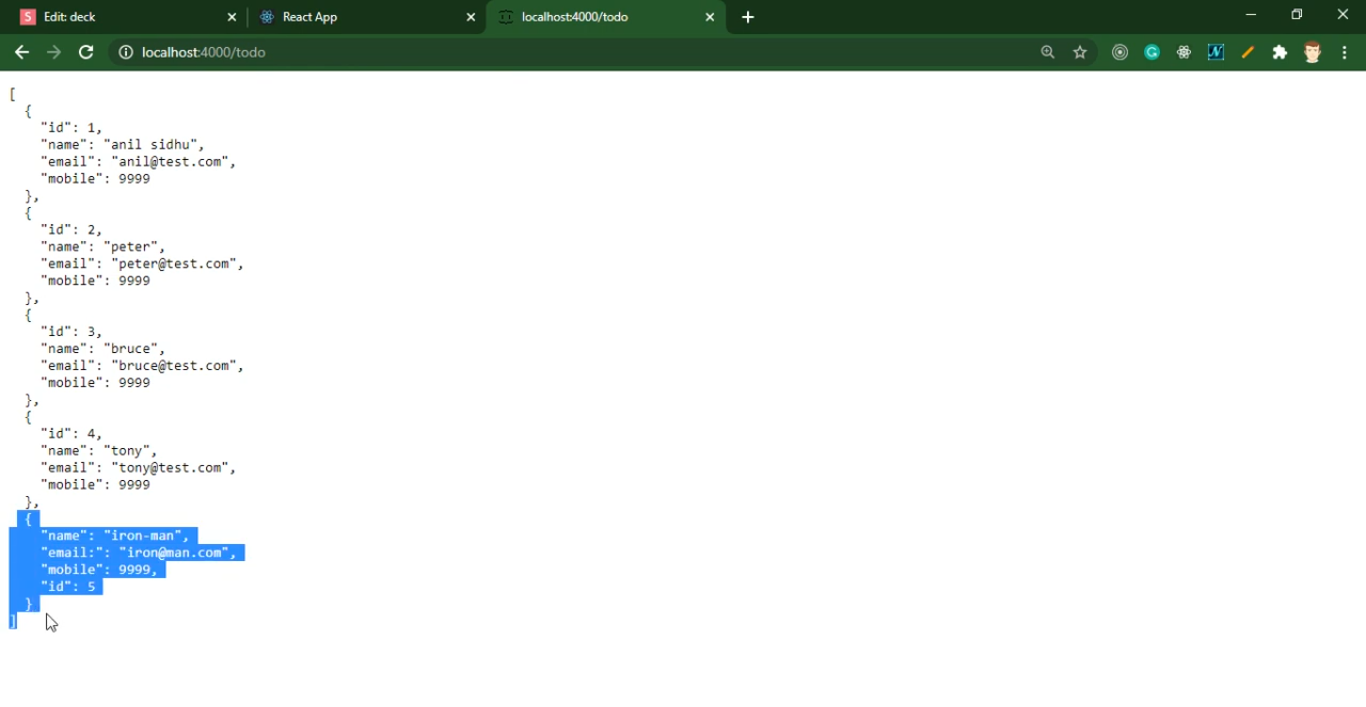 S Edit: deck
React App
localhost:4000/todo
localhost:4000/todo
[
{
"id": 1,
"name": "anil sidhu",
"email": "anil@test.com",
"mobile": 9999
},
{
"id": 2,
"name": "peter",
"email": "peter@test.com",
"mobile": 9999
},
{
"id": 3,
"name": "bruce",
"email": "bruce@test.com",
"mobile": 9999
},
{
"id": 4,
"name": "tony",
"email": "tony@test.com",
"mobile": 9999
},
{
"name": "iron-man",
"email:": "iron@man.com",
"mobile": 9999,
"id": 5
}
]